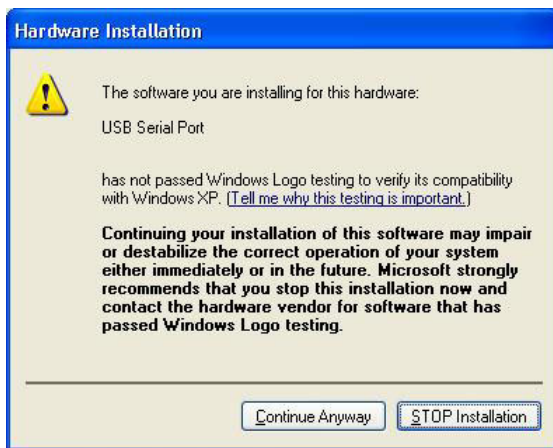 Hardware Installation
The software you are installing for this hardware:
USB Serial Port
has not passed Windows Logo testing to verify its compatibility
with Windows XP. (Tell me why this testing is important.)
Continuing your installation of this software may impair
or destabilize the correct operation of your system
either immediately or in the future. Microsoft strongly
recommends that you stop this installation now and
contact the hardware vendor for software that has
passed Windows Logo testing.
Continue Anyway STOP Installation